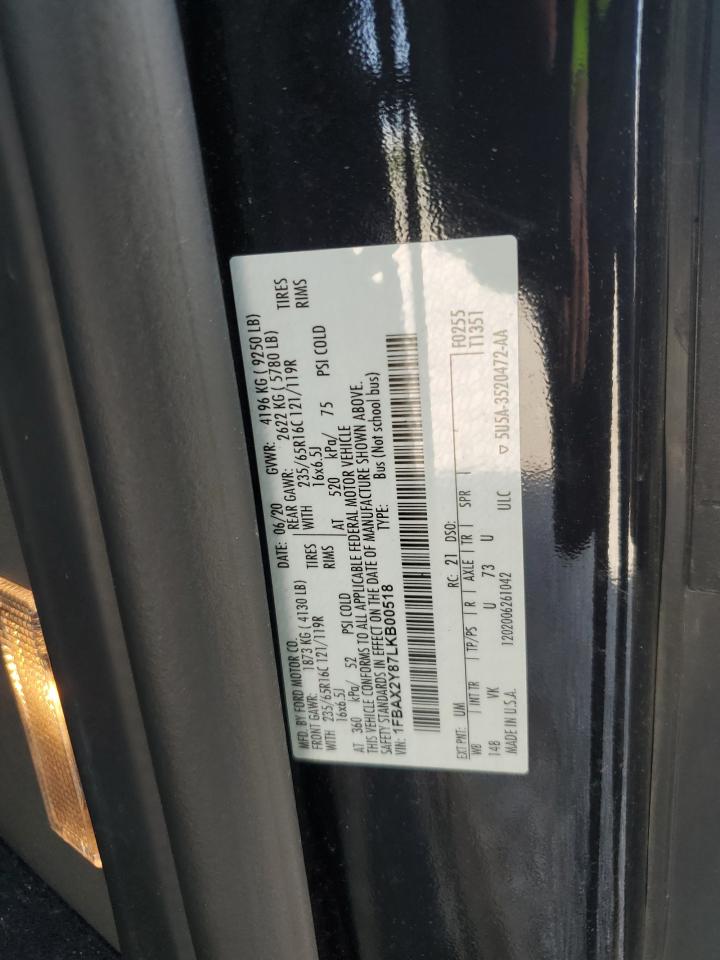 MFD. BY FORD MOTOR CO.
DATE: 06/20 GVWR: 4196 KG ( 9250 LB)
FRONT GAWR: 1873 KG ( 4130 LB) REAR GAWR: 2622 KG ( 5780 LB)
WITH 235/65R16C 121/119R TIRES WITH 235/65R16C 121/119R TIRES
16x6.5J RIMS 16x6.5J RIMS
AT 360 kPa/ 52 PSI COLD AT 520 kPa/ 75 PSI COLD
THIS VEHICLE CONFORMS TO ALL APPLICABLE FEDERAL MOTOR VEHICLE
SAFETY STANDARDS IN EFFECT ON THE DATE OF MANUFACTURE SHOWN ABOVE.
VIN: 1FBAX2Y87LKB00518 TYPE: Bus (Not school bus)
EXT PNT: UM RC: 21 DSO: F0255
WB INT TR TP/PS R AXLE TR SPR T1351
148 VK U 73 U
MADE IN U.S.A. 1202006261042 ULC ▽ 5U5A-3520472-AA